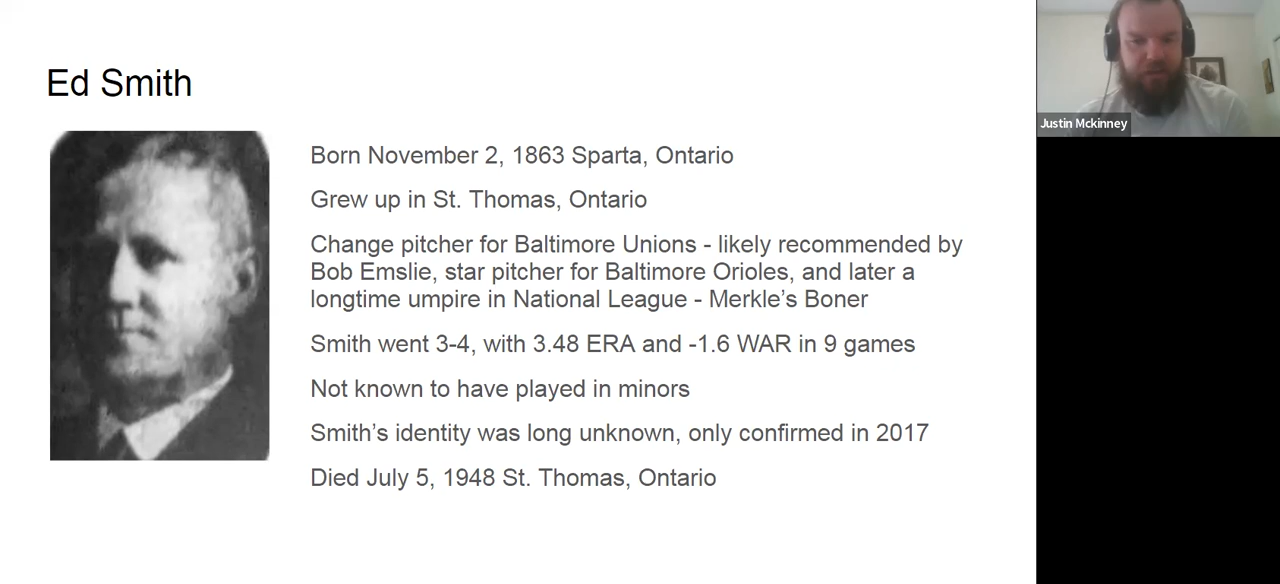 Ed Smith
Born November 2, 1863 Sparta, Ontario
Grew up in St. Thomas, Ontario
Change pitcher for Baltimore Unions - likely recommended by
Bob Emslie, star pitcher for Baltimore Orioles, and later a
longtime umpire in National League - Merkle's Boner
Smith went 3-4, with 3.48 ERA and -1.6 WAR in 9 games
Not known to have played in minors
Smith's identity was long unknown, only confirmed in 2017
Died July 5, 1948 St. Thomas, Ontario
Justin Mckinney